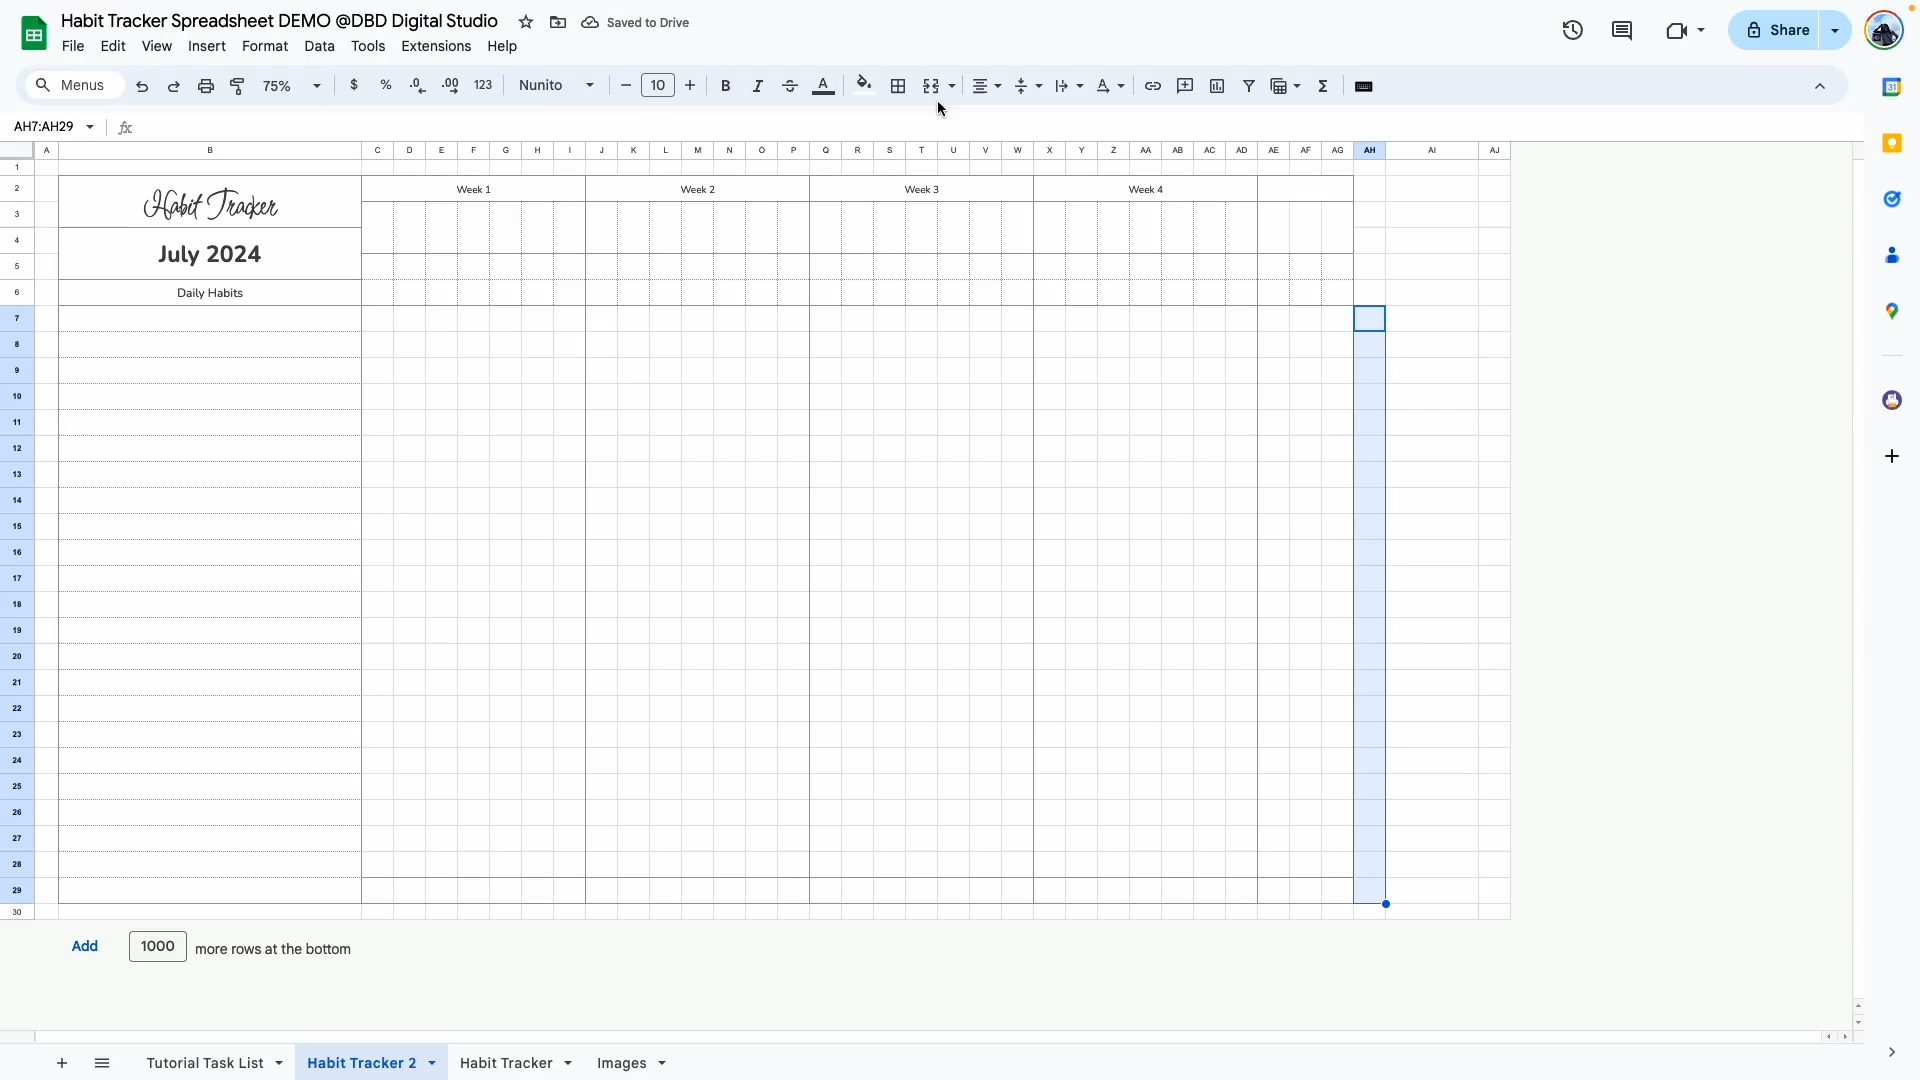 Habit Tracker Spreadsheet DEMO @DBD Digital Studio Saved to Drive
File Edit View Insert Format Data Tools Extensions Help
Share
Menus 75% $ % .0 .00 123 Nunito 10 B I S A Σ
31
AH7:AH29 fx
A B C D E F G H I J K L M N O P Q R S T U V W X Y Z AA AB AC AD AE AF AG AH AI AJ
1
2 Week 1 Week 2 Week 3 Week 4
Habit Tracker
3
4
July 2024
5
6 Daily Habits
7
8
9
10
11
12
13
14
15
16
17
18
19
20
21
22
23
24
25
26
27
28
29
30
Add 1000 more rows at the bottom
Tutorial Task List Habit Tracker 2 Habit Tracker Images